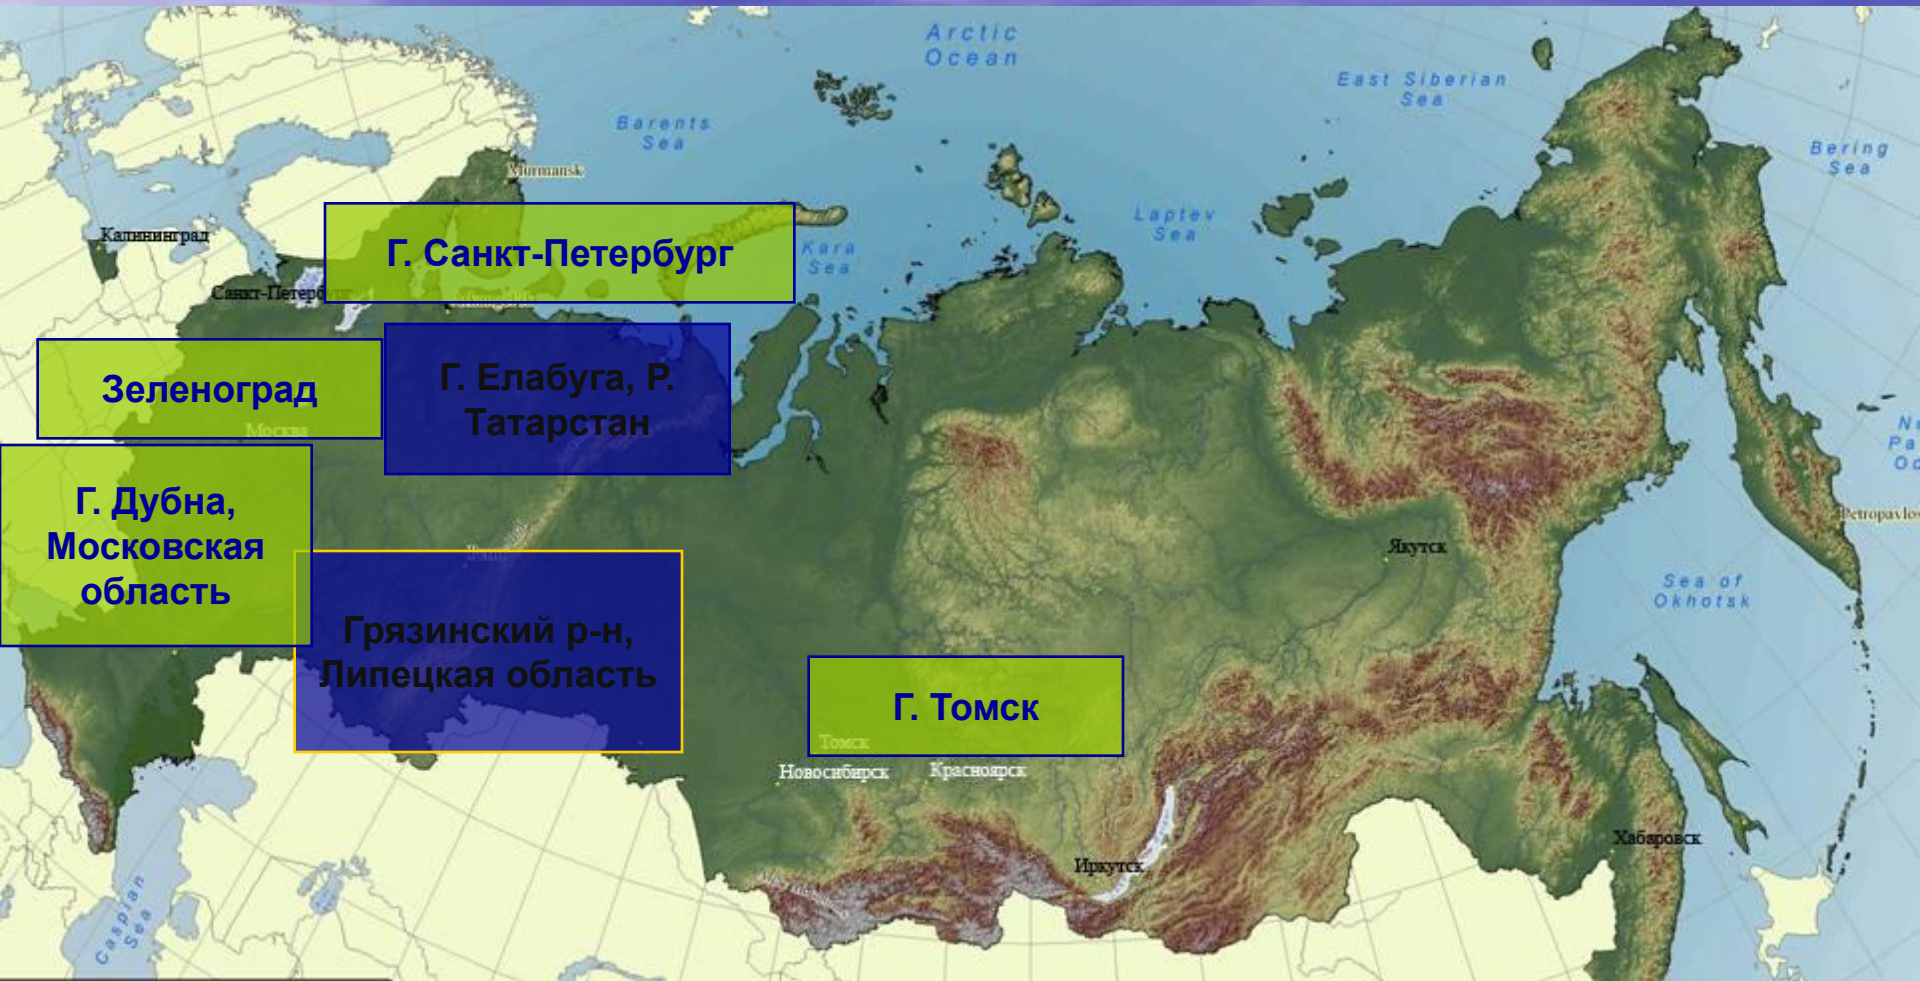 Arctic
Ocean
East Siberian
Sea
Barents
Sea
Bering
Sea
Murmansk
Laptev
Sea
Калининград
Г. Санкт-Петербург
Kara
Sea
Санкт-Петерб
Зеленоград
Г. Елабуга, Р.
Татарстан
Москва
Г. Дубна,
Московская
область
Petropavlo
Якутск
Sea of
Okhotsk
Грязинский р-н,
Липецкая область
Г. Томск
Томск
Новосибирск
Красноярск
Хабаровск
Иркутск
Caspian
Sea